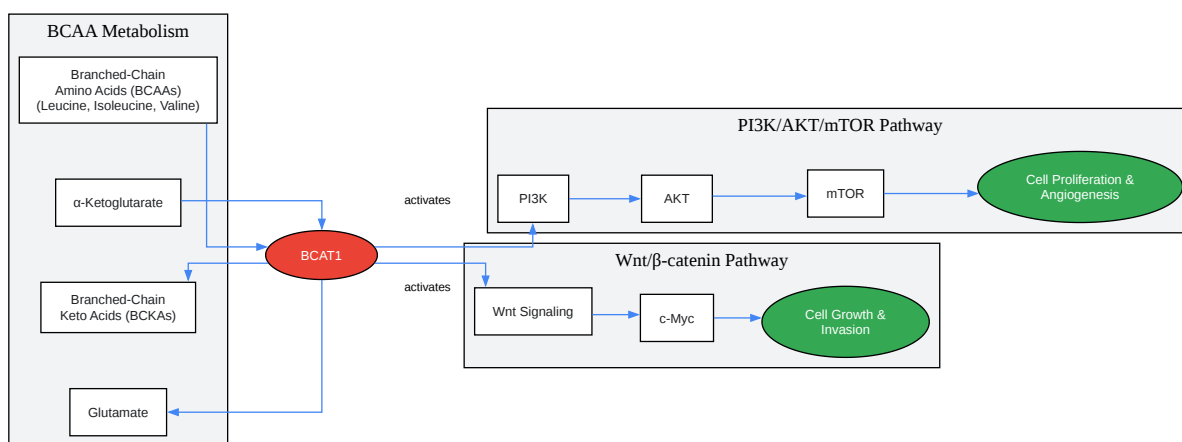 BCAA Metabolism
Branched-Chain
Amino Acids (BCAAs)
(Leucine, Isoleucine, Valine)
α-Ketoglutarate
Branched-Chain
Keto Acids (BCKAs)
Glutamate
BCAT1
activates
activates
PI3K/AKT/mTOR Pathway
PI3K
AKT
mTOR
Cell Proliferation &
Angiogenesis
Wnt/β-catenin Pathway
Wnt Signaling
c-Myc
Cell Growth &
Invasion